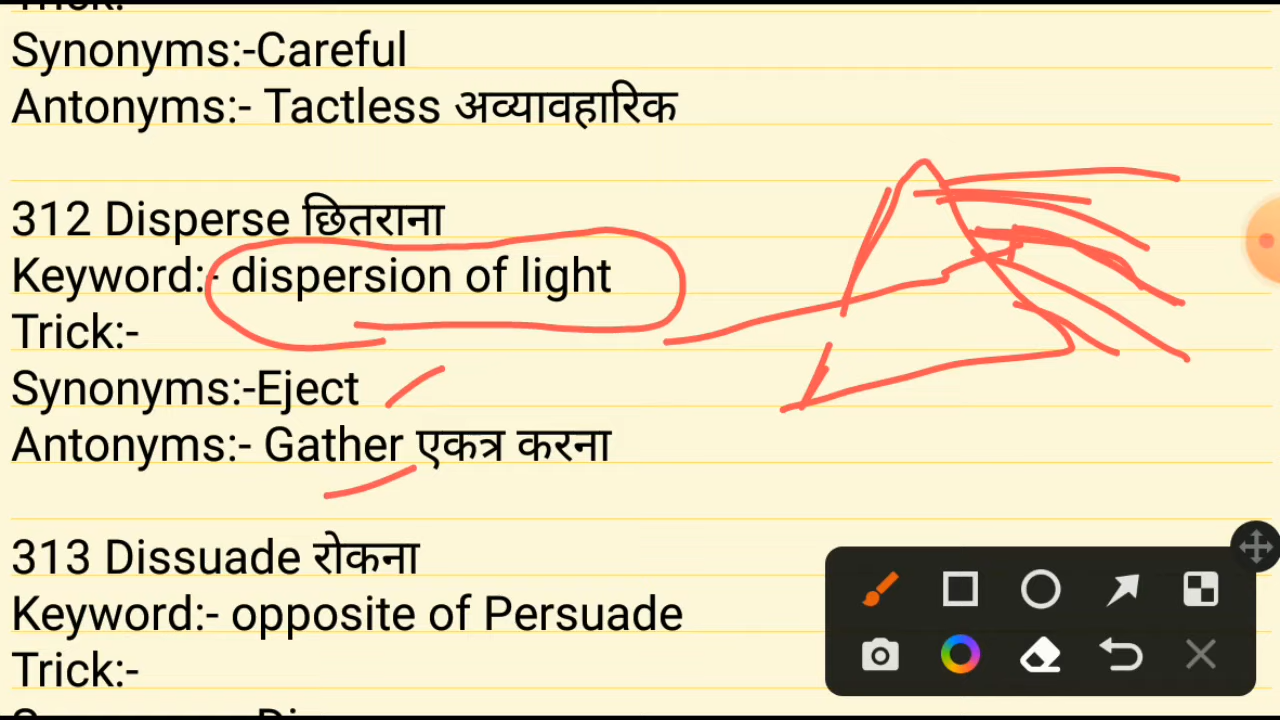 Synonyms:-Careful
Antonyms:- Tactless अव्यावहारिक
312 Disperse छितराना
Keyword:- dispersion of light
Trick:-
Synonyms:-Eject
Antonyms:- Gather एकत्र करना
313 Dissuade रोकना
Keyword:- opposite of Persuade
Trick:-